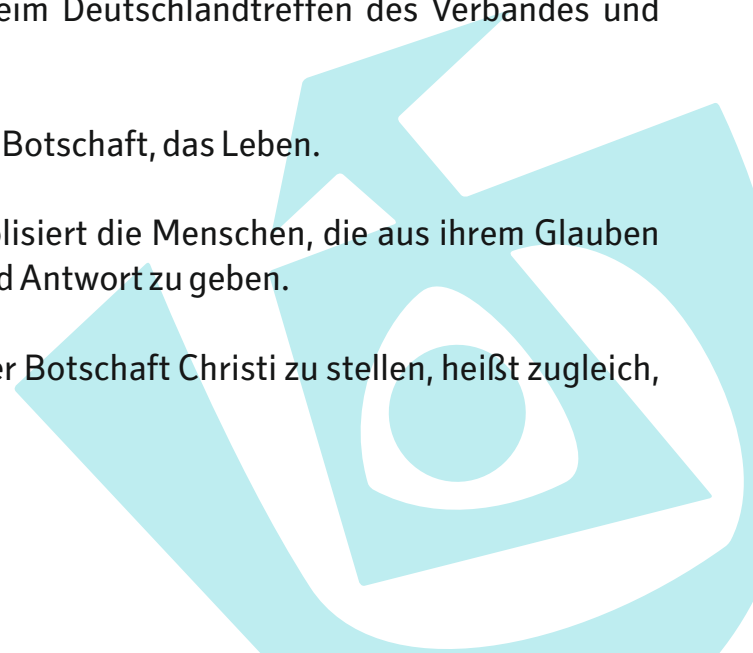 eim Deutschlandtreffen des Verbandes und
Botschaft, das Leben.
lisiert die Menschen, die aus ihrem Glauben
d Antwort zu geben.
er Botschaft Christi zu stellen, heißt zugleich,